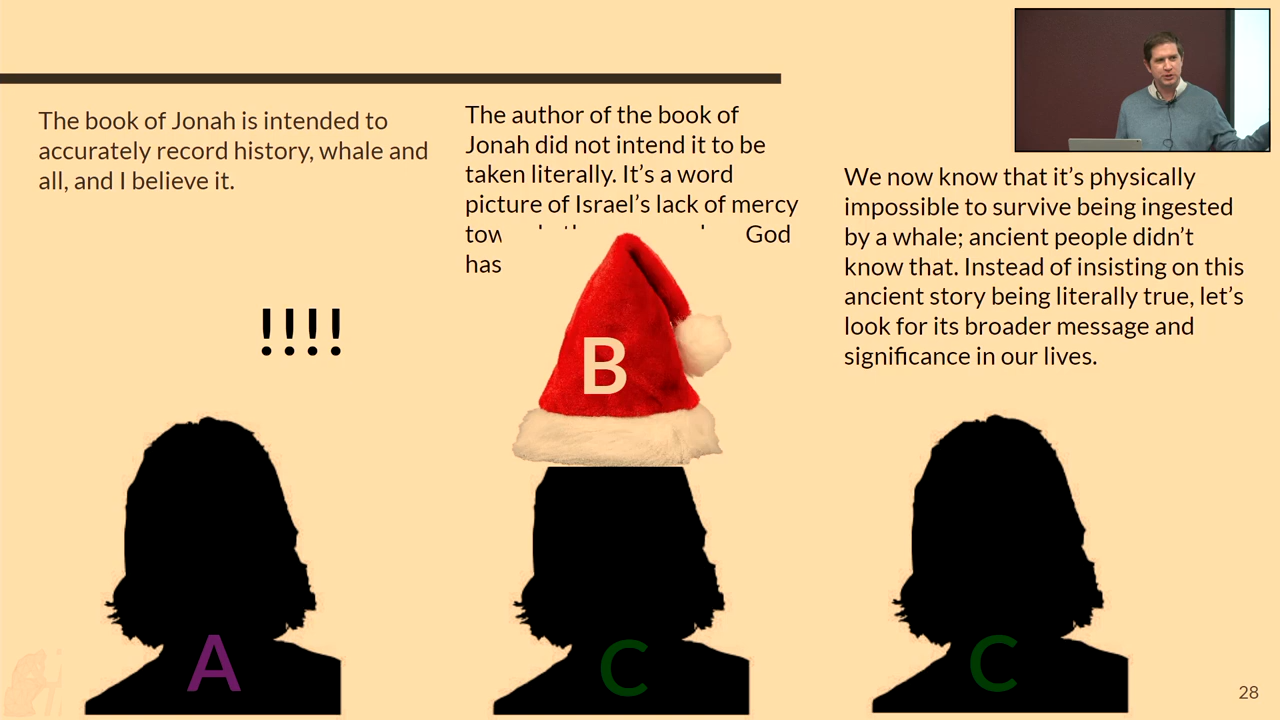 The book of Jonah is intended to
accurately record history, whale and
all, and I believe it.
!!!!
A
The author of the book of
Jonah did not intend it to be
taken literally. It’s a word
picture of Israel’s lack of mercy
God
has
B
C
We now know that it’s physically
impossible to survive being ingested
by a whale; ancient people didn’t
know that. Instead of insisting on this
ancient story being literally true, let’s
look for its broader message and
significance in our lives.
C
28